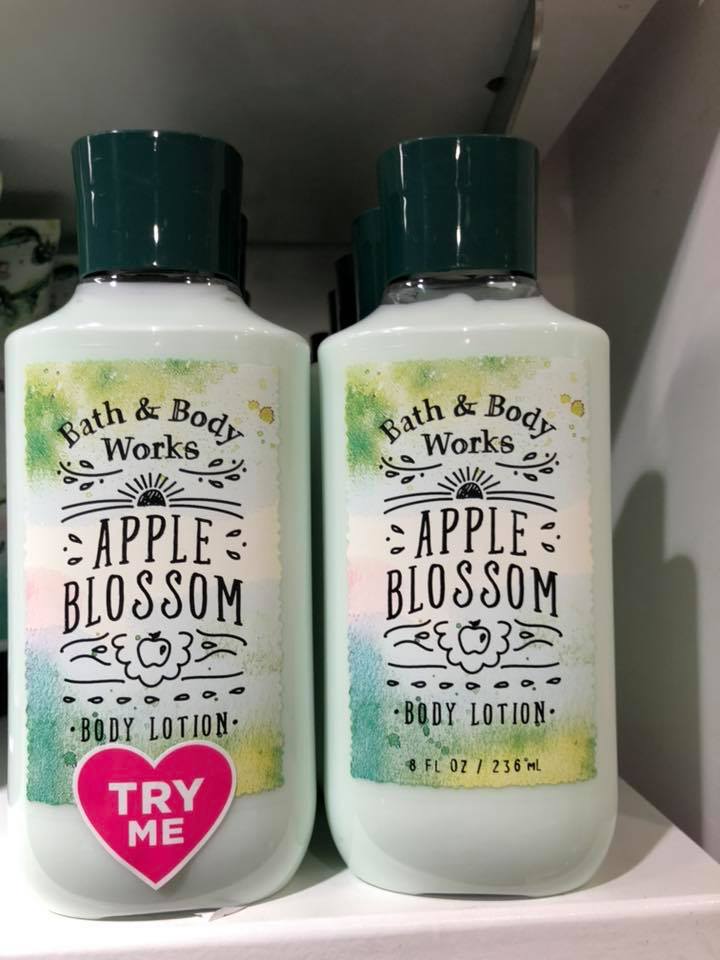 Bath & Body
Works
APPLE
BLOSSOM
BODY LOTION
TRY
ME
Bath & Body
Works
APPLE
BLOSSOM
BODY LOTION
8 FL OZ / 236 mL